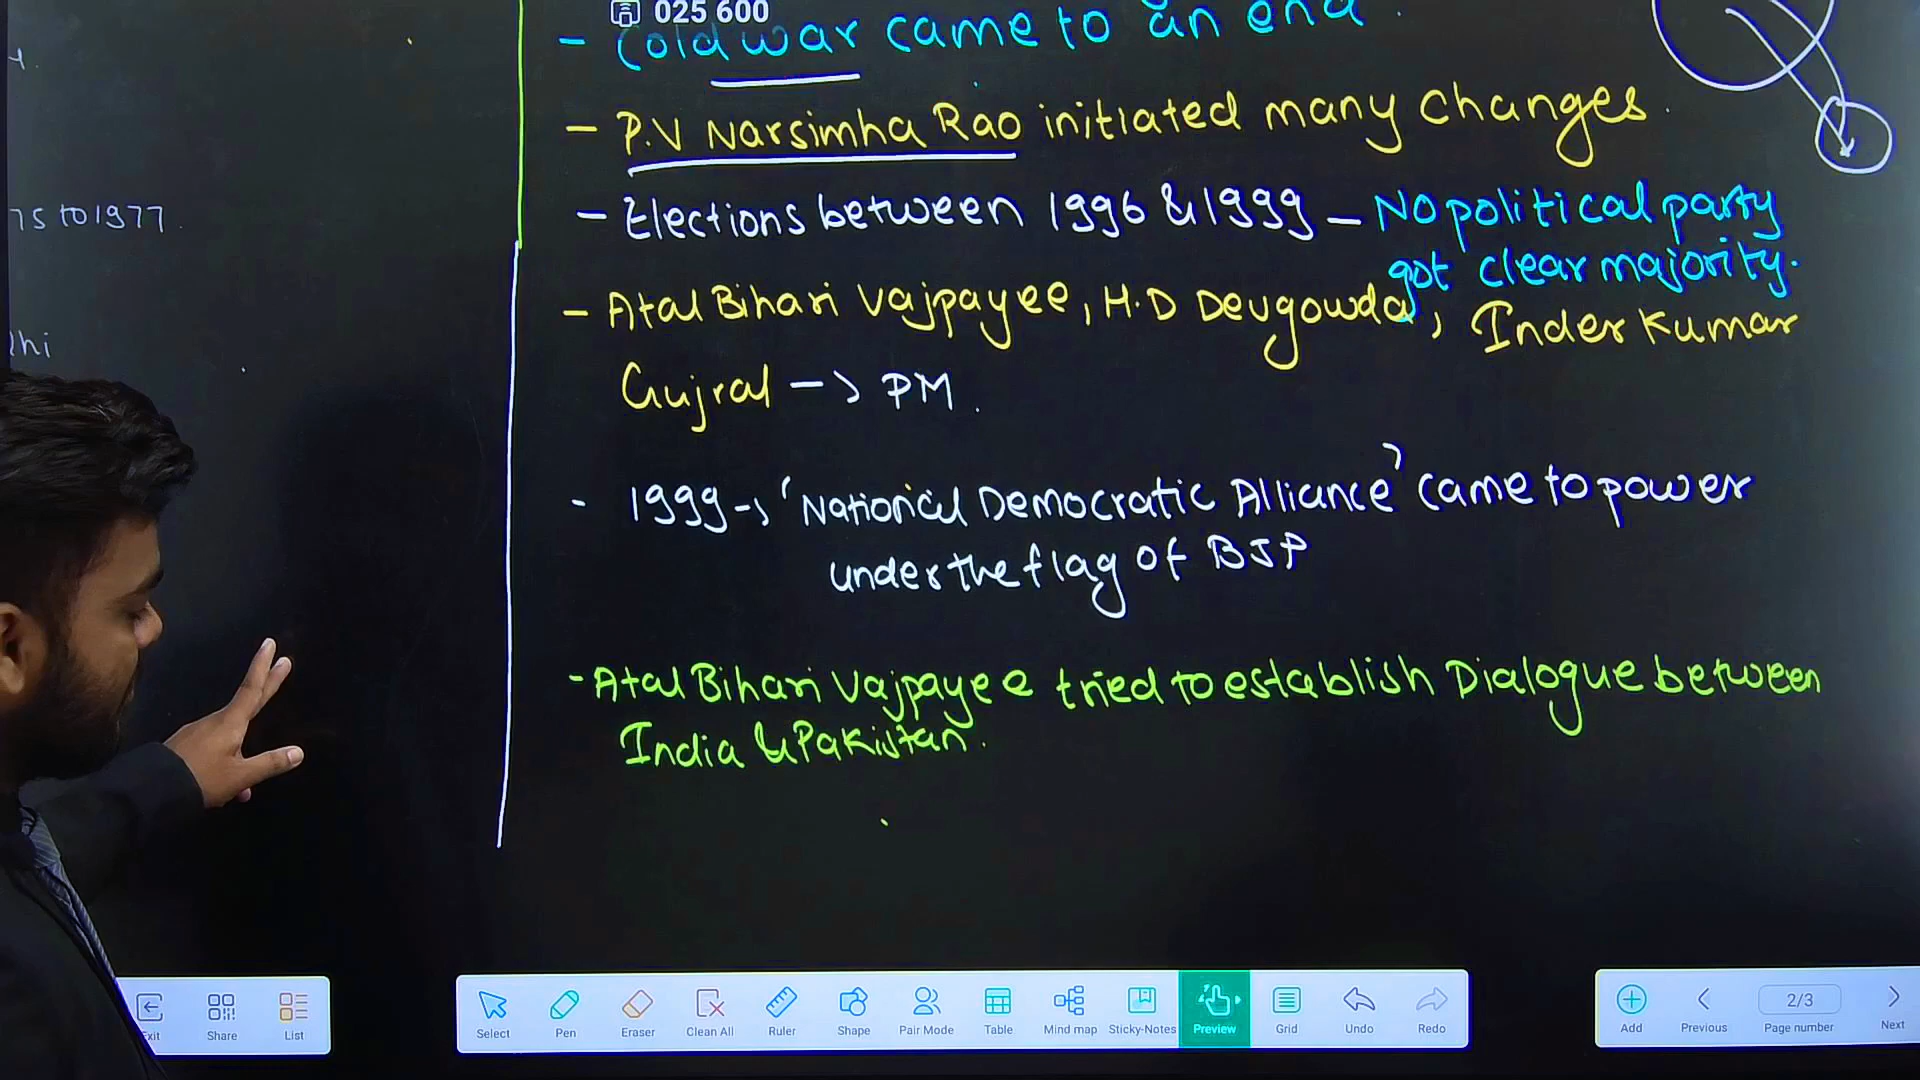 025 600
- Cold war came to an end.
- P.V Narsimha Rao initiated many changes.
75 to 1977.
- Elections between 1996 & 1999 - No political party
got clear majority.
- Atal Bihari Vajpayee, H.D Devgowda, Inder Kumar
Gujral -> PM.
lhi
- 1999 -> 'National Democratic Alliance' came to power
under the flag of BJP
- Atal Bihari Vajpayee tried to establish Dialogue between
India & Pakistan.
Exit Share List Select Pen Eraser Clean All Ruler Shape Pair Mode Table Mind map Sticky-Notes Preview Grid Undo Redo Add Previous 2/3 Page number Next